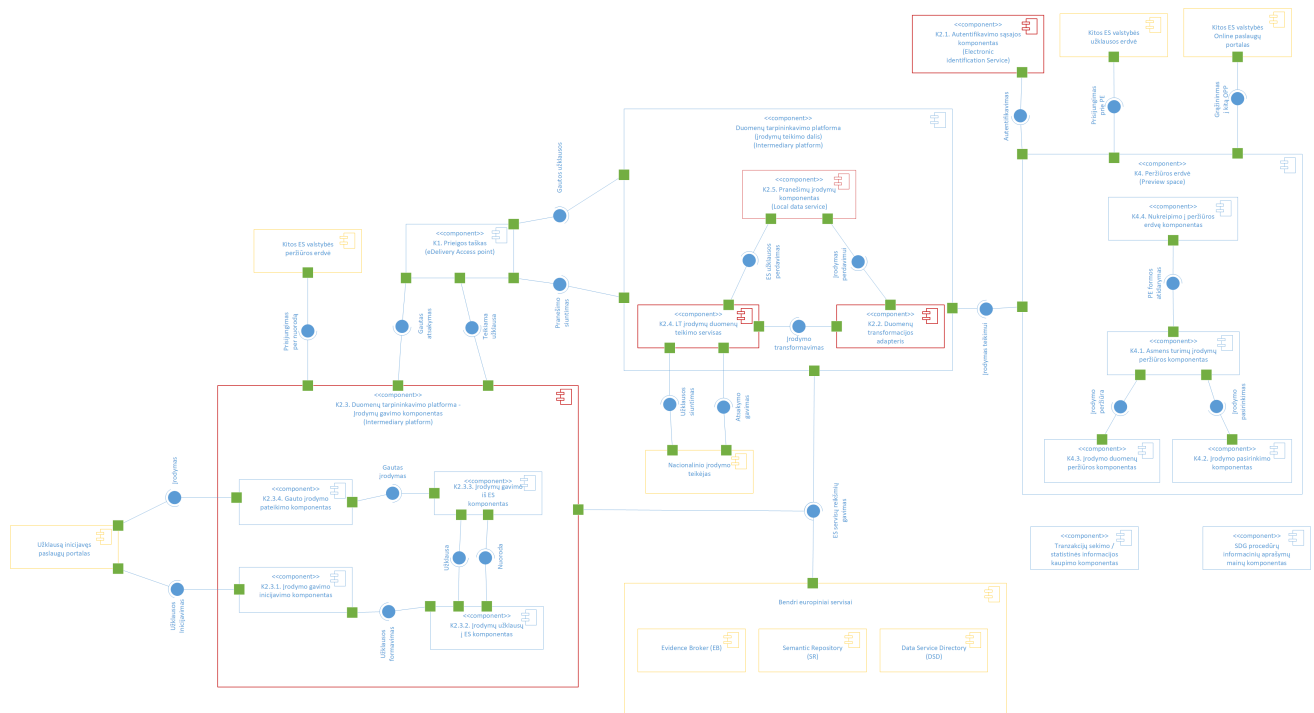 <<component>>
K2.1. Autentifikavimo sąsajos
komponentas
(Electronic
identification Service)
Kitos ES valstybės
užklausos erdvė
Kitos ES valstybės
Online paslaugų
portalas
Autentifikavimas
Prisijungimas
prie PE
Grąžinimas
į kitą OPP
<<component>>
Duomenų tarpininkavimo platforma
(įrodymų teikimo dalis)
(Intermediary platform)
<<component>>
K2.5. Pranešimų įrodymų
komponentas
(Local data service)
ES užklausos
perdavimas
Įrodymas
perdavimui
<<component>>
K2.4. LT įrodymų duomenų
teikimo servisas
Įrodymo
transformavimas
<<component>>
K2.2. Duomenų
transformacijos
adapteris
Įrodymas teikimui
<<component>>
K4. Peržiūros erdvė
(Preview space)
<<component>>
K4.4. Nukreipimo į peržiūros
erdvę komponentas
PE formos
atidarymas
<<component>>
K4.1. Asmens turimų įrodymų
peržiūros komponentas
Įrodymo
peržiūra
Įrodymo
pasirinkimas
<<component>>
K4.3. Įrodymo duomenų
peržiūros komponentas
<<component>>
K4.2. Įrodymo pasirinkimo
komponentas
Gautos užklausos
Pranešimo
siuntimas
<<component>>
K1. Prieigos taškas
(eDelivery Access point)
Kitos ES valstybės
peržiūros erdvė
Prisijungimas
per nuorodą
Gautas
atsakymas
Teikiama
užklausa
<<component>>
K2.3. Duomenų tarpininkavimo platforma -
Įrodymų gavimo komponentas
(Intermediary platform)
Užklausos
siuntimas
Atsakymo
gavimas
Nacionalinio įrodymo
teikėjas
Įrodymas
<<component>>
K2.3.4. Gauto įrodymo
pateikimo komponentas
Gautas
įrodymas
<<component>>
K2.3.3. Įrodymų gavimo
iš ES
komponentas
Užklausą inicijavęs
paslaugų portalas
Užklausos
inicijavimas
<<component>>
K2.3.1. Įrodymo gavimo
inicijavimo komponentas
Užklausos
formavimas
Užklausa
Nuoroda
<<component>>
K2.3.2. Įrodymų užklausų
į ES komponentas
ES servisų reikšmių
gavimas
<<component>>
Tranzakcijų sekimo /
statistinės informacijos
kaupimo komponentas
<<component>>
SDG procedūrų
informacinių aprašymų
mainų komponentas
Bendri europiniai servisai
Evidence Broker (EB)
Semantic Repository
(SR)
Data Service Directory
(DSD)